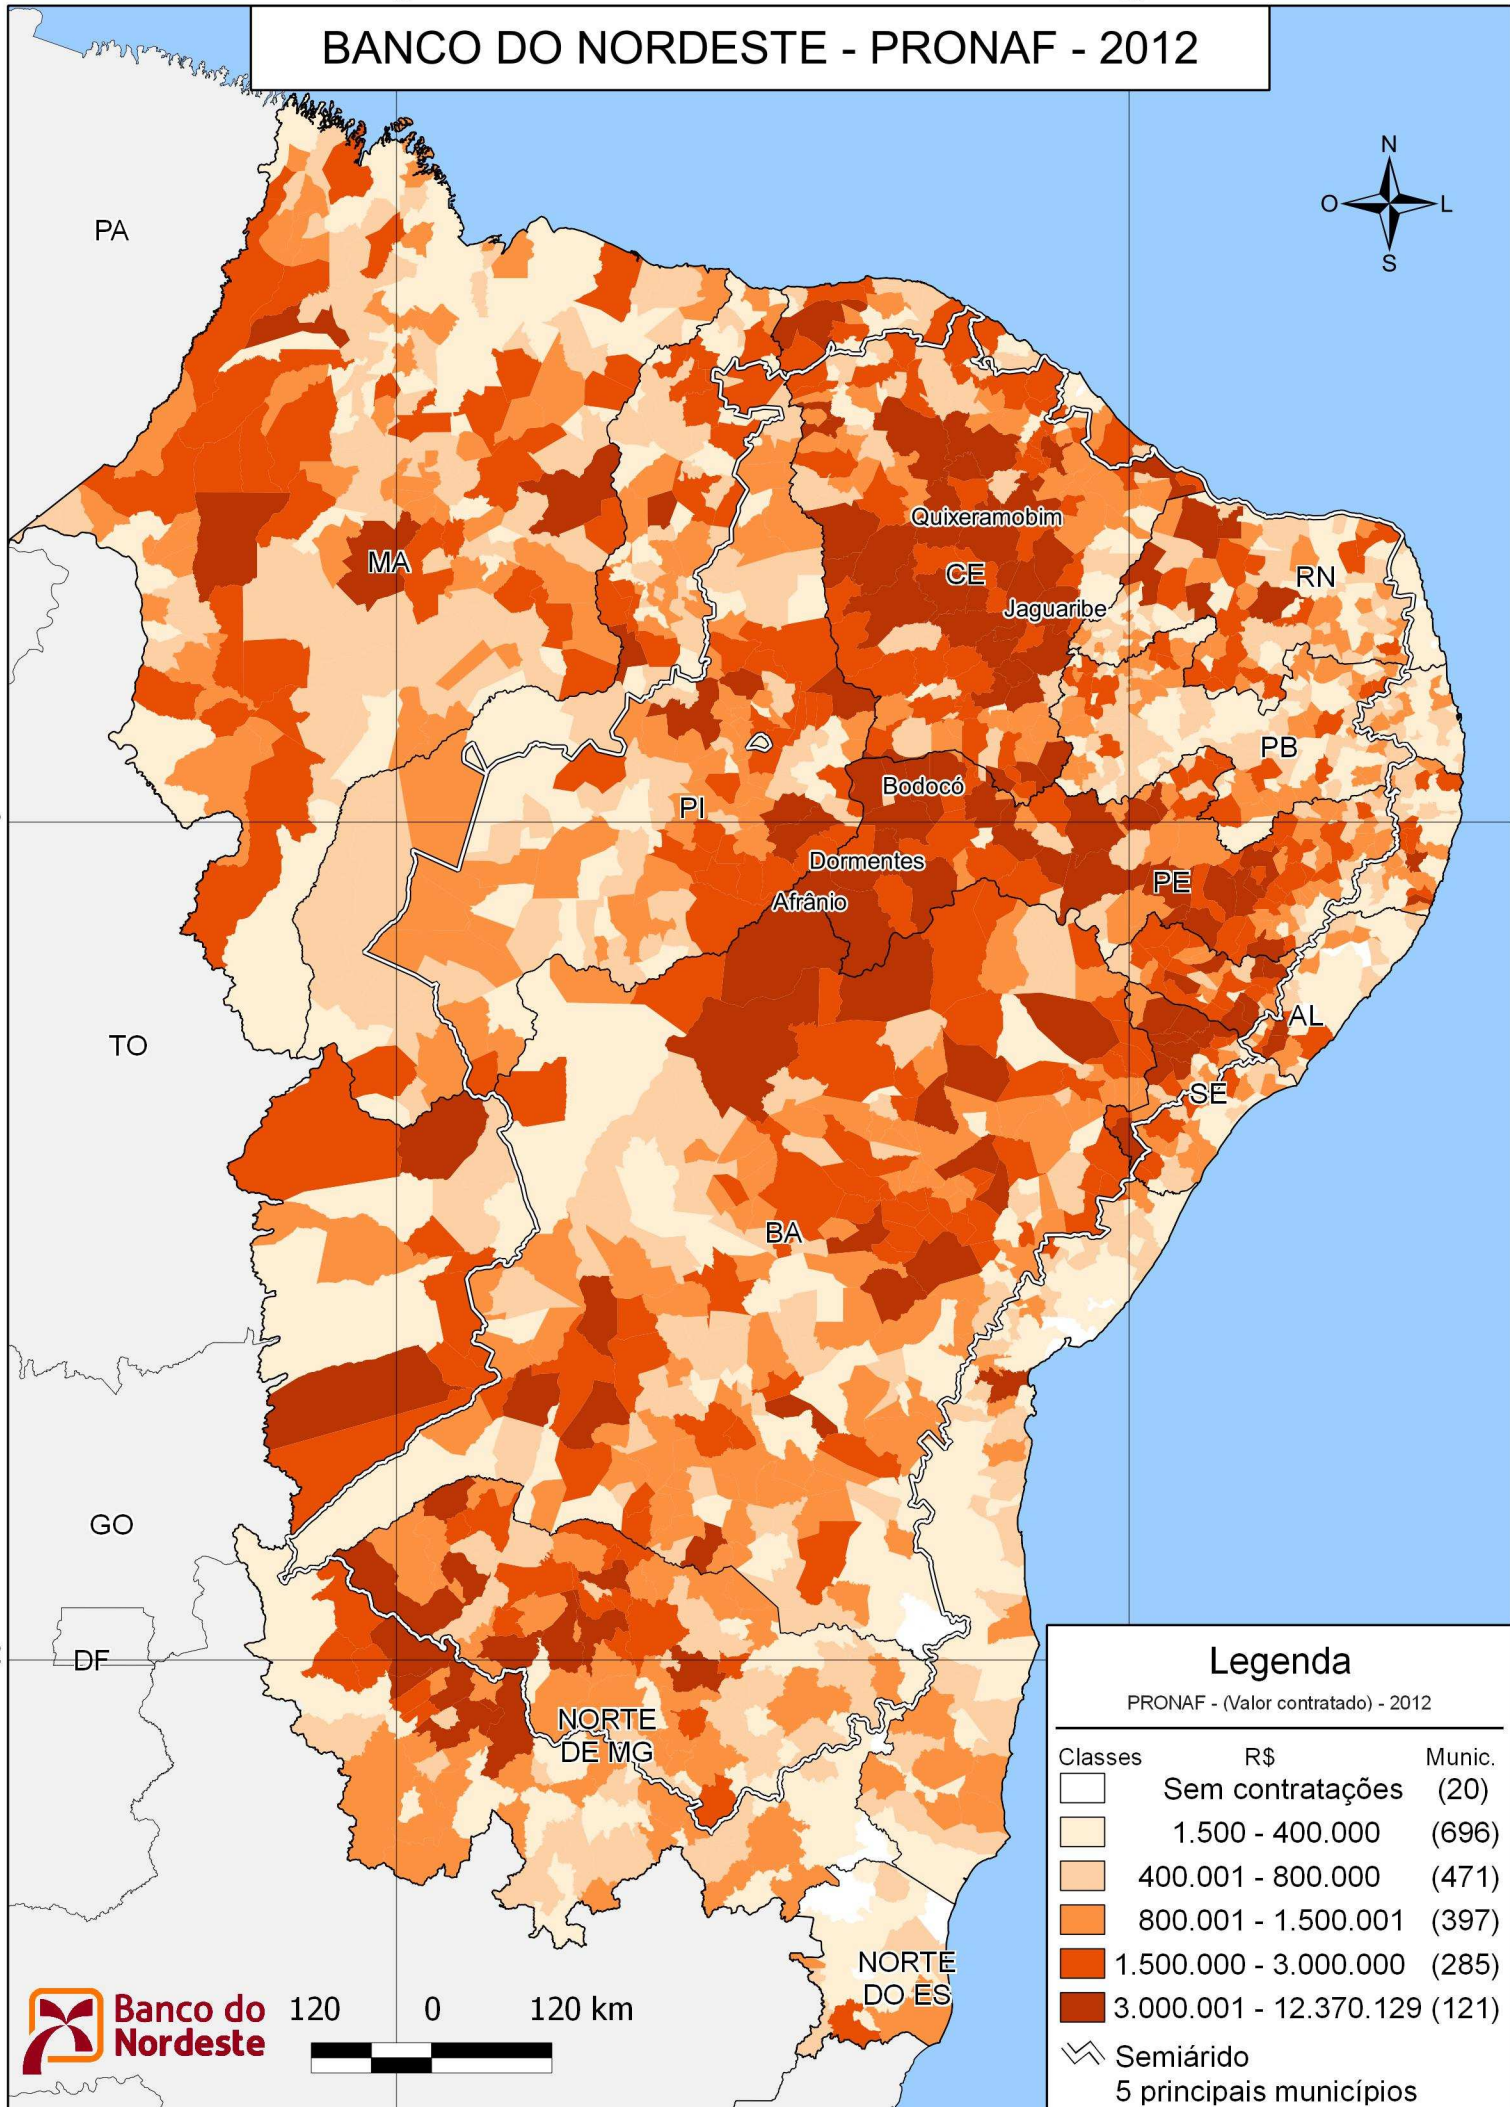 BANCO DO NORDESTE - PRONAF - 2012
N
O
L
S
PA
MA
Quixeramobim
CE
Jaguaribe
RN
PB
Bodocó
PI
Dormentes
PE
Afrânio
AL
TO
SE
BA
GO
DF
NORTE
DE MG
NORTE
DO ES
Legenda
PRONAF - (Valor contratado) - 2012
Classes R$ Munic.
Sem contratações (20)
1.500 - 400.000 (696)
400.001 - 800.000 (471)
800.001 - 1.500.001 (397)
1.500.000 - 3.000.000 (285)
3.000.001 - 12.370.129 (121)
Semiárido
5 principais municípios
Banco do
Nordeste
120 0 120 km